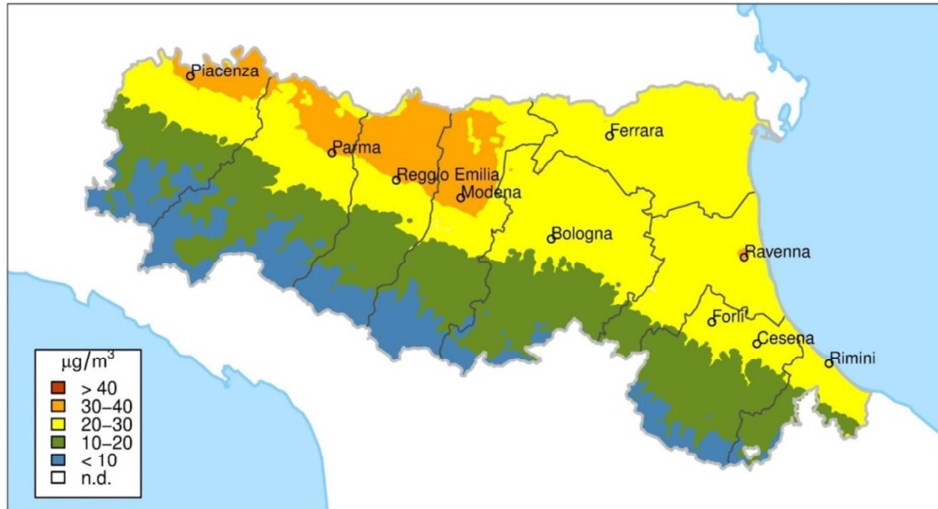 Piacenza
Parma
Reggio Emilia
Modena
Ferrara
Bologna
Ravenna
Forli'
Cesena
Rimini
µg/m³
> 40
30–40
20–30
10–20
< 10
n.d.